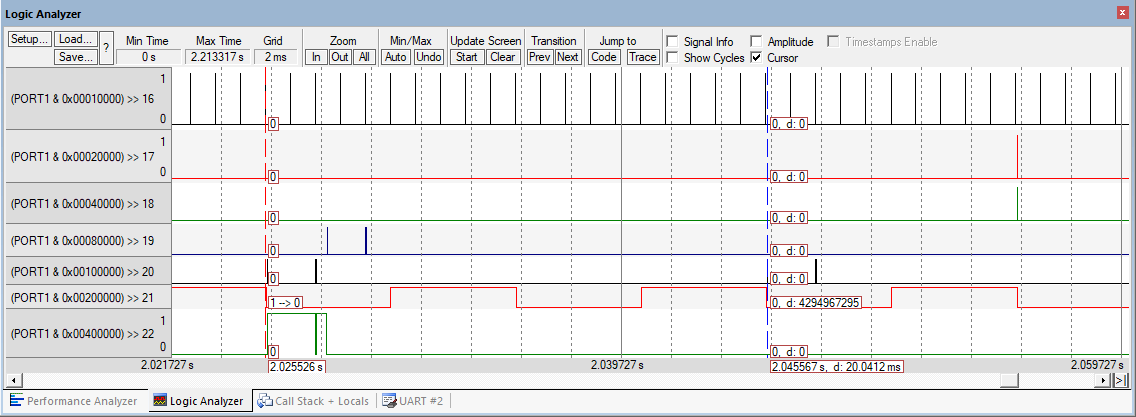 Logic Analyzer
Setup... Load... Save... ?
Min Time Max Time Grid
0 s 2.213317 s 2 ms
Zoom
In Out All
Min/Max
Auto Undo
Update Screen
Start Clear
Transition
Prev Next
Jump to
Code Trace
Signal Info Amplitude Timestamps Enable
Show Cycles Cursor
1
(PORT1 & 0x00010000) >> 16
0
0 0, d: 0
1
(PORT1 & 0x00020000) >> 17
0
0 0, d: 0
(PORT1 & 0x00040000) >> 18
0 0, d: 0
(PORT1 & 0x00080000) >> 19
0 0, d: 0
(PORT1 & 0x00100000) >> 20
0 0, d: 0
(PORT1 & 0x00200000) >> 21
1 --> 0 0, d: 4294967295
1
(PORT1 & 0x00400000) >> 22
0
0 0, d: 0
2.021727 s 2.025526 s 2.039727 s 2.045567 s, d: 20.0412 ms 2.059727 s
Performance Analyzer Logic Analyzer Call Stack + Locals UART #2